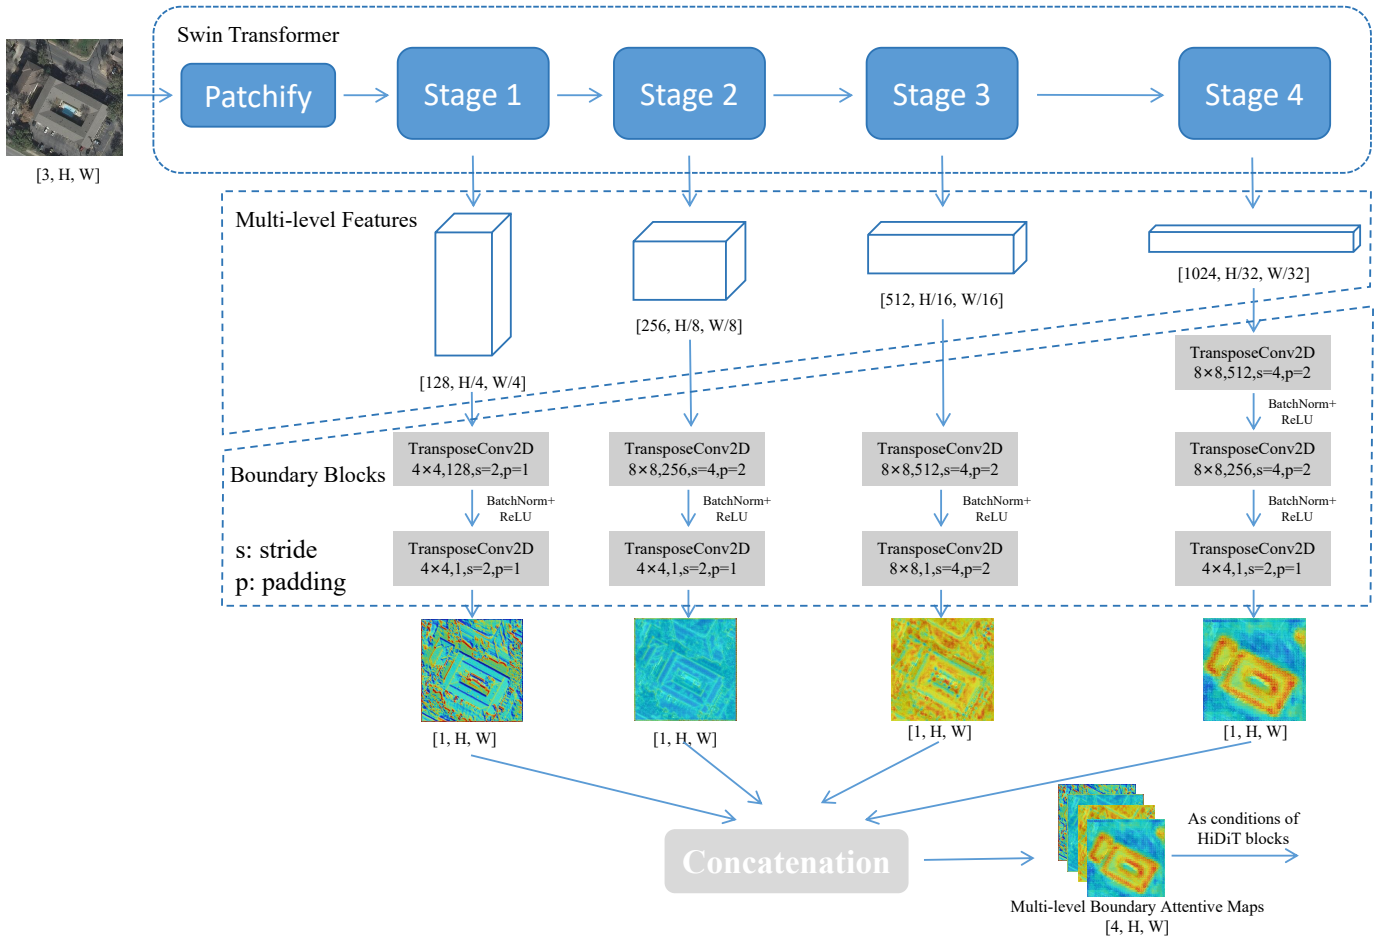 Swin Transformer
Patchify
Stage 1
Stage 2
Stage 3
Stage 4
[3, H, W]
Multi-level Features
[128, H/4, W/4]
[256, H/8, W/8]
[512, H/16, W/16]
[1024, H/32, W/32]
TransposeConv2D
8×8,512,s=4,p=2
BatchNorm+
ReLU
Boundary Blocks
TransposeConv2D
4×4,128,s=2,p=1
TransposeConv2D
8×8,256,s=4,p=2
TransposeConv2D
8×8,512,s=4,p=2
TransposeConv2D
8×8,256,s=4,p=2
BatchNorm+
ReLU
BatchNorm+
ReLU
BatchNorm+
ReLU
BatchNorm+
ReLU
s: stride
p: padding
TransposeConv2D
4×4,1,s=2,p=1
TransposeConv2D
4×4,1,s=2,p=1
TransposeConv2D
8×8,1,s=4,p=2
TransposeConv2D
4×4,1,s=2,p=1
[1, H, W]
[1, H, W]
[1, H, W]
[1, H, W]
Concatenation
As conditions of
HiDiT blocks
Multi-level Boundary Attentive Maps
[4, H, W]